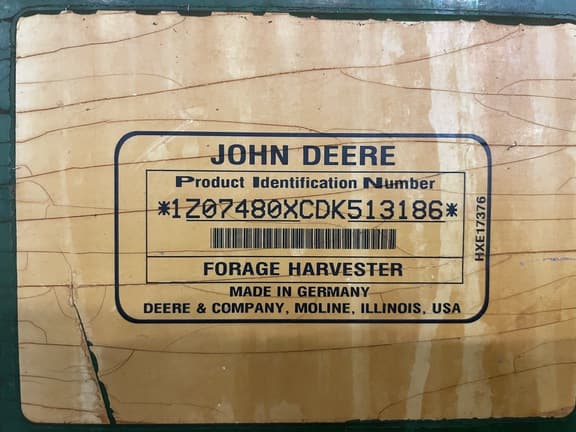 JOHN DEERE
Product Identification Number
*1Z07480XCDK513186*
FORAGE HARVESTER
MADE IN GERMANY
DEERE & COMPANY, MOLINE, ILLINOIS, USA
HXE17376